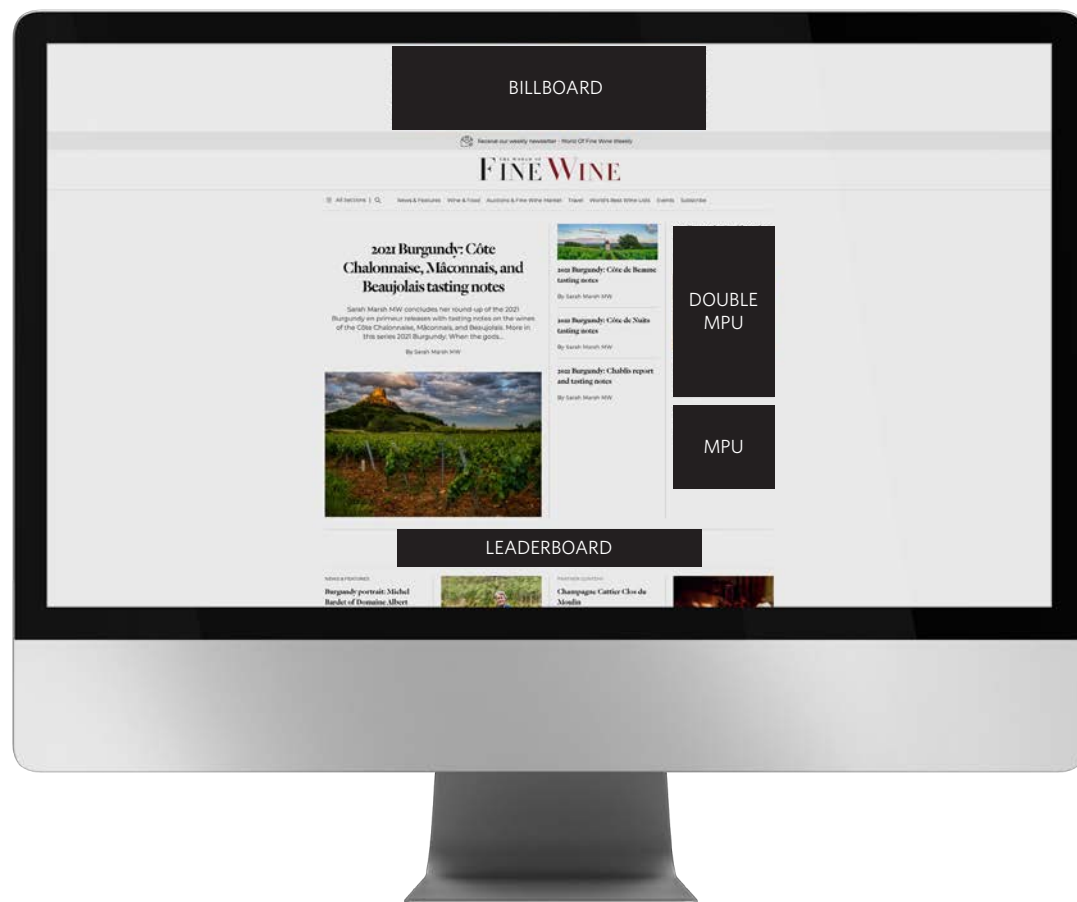 BILLBOARD
Receive our weekly newsletter - World Of Fine Wine Weekly
THE WORLD OF
FINE WINE
All Sections | News & Features Wine & Food Auctions & Fine Wine Market Travel World's Best Wine Lists Events Subscribe
2021 Burgundy: Côte
Chalonnaise, Mâconnais, and
Beaujolais tasting notes
Sarah Marsh MW concludes her round-up of the 2021
Burgundy en primeur releases with tasting notes on the wines
of the Côte Chalonnaise, Mâconnais, and Beaujolais. More in
this series 2021 Burgundy: When the gods...
By Sarah Marsh MW
2021 Burgundy: Côte de Beaune
tasting notes
By Sarah Marsh MW
2021 Burgundy: Côte de Nuits
tasting notes
By Sarah Marsh MW
2021 Burgundy: Chablis report
and tasting notes
By Sarah Marsh MW
DOUBLE
MPU
MPU
LEADERBOARD
NEWS & FEATURES
Burgundy portrait: Michel
Bardet of Domaine Albert
PARTNER CONTENT
Champagne Cattier Clos du
Moulin